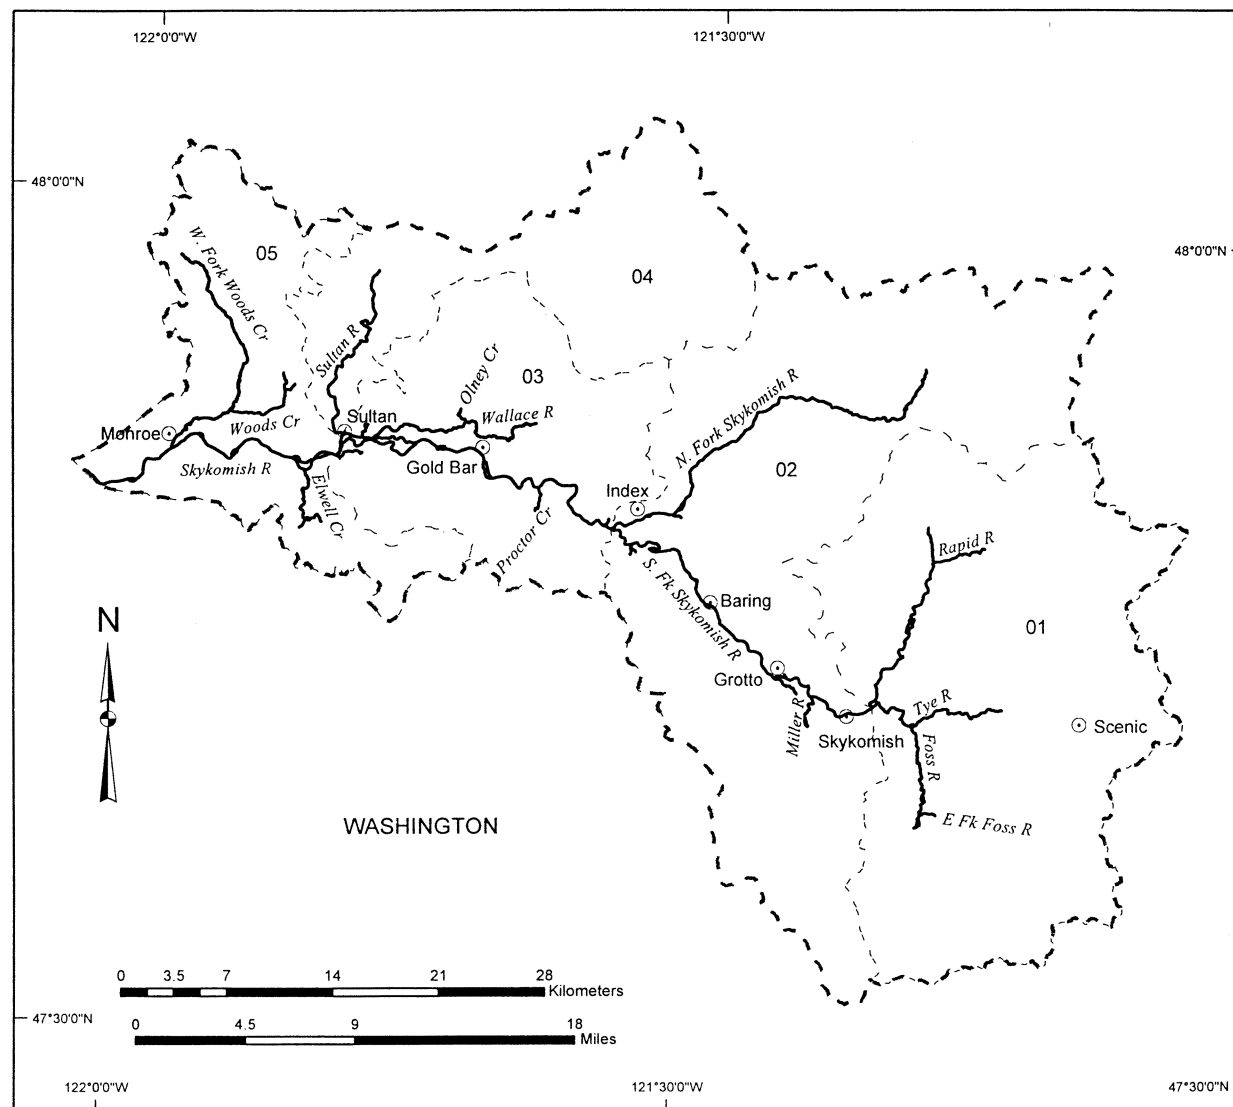 122°0'0"W
121°30'0"W
48°0'0"N
48°0'0"N
05
04
W. Fork Woods Cr
Sultan R
Olney Cr
03
Wallace R
N. Fork Skykomish R
Sultan
Monroe
Woods Cr
Skykomish R
Gold Bar
02
Elwell Cr
Index
Proctor Cr
Rapid R
S. Fk Skykomish R
Baring
01
N
Grotto
Miller R
Tye R
Skykomish
Scenic
Foss R
E Fk Foss R
WASHINGTON
0 3.5 7 14 21 28
Kilometers
47°30'0"N
0 4.5 9 18
Miles
122°0'0"W
121°30'0"W
47°30'0"N